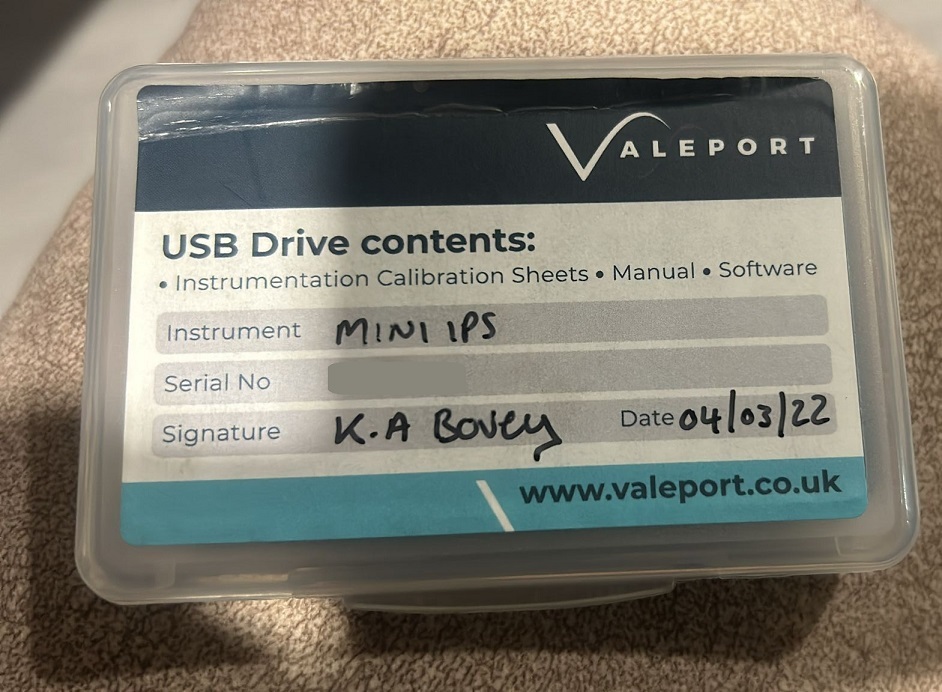 VALEPORT
USB Drive contents:
• Instrumentation Calibration Sheets • Manual • Software
Instrument MINI IPS
Serial No
Signature K.A Bovey Date 04/03/22
www.valeport.co.uk